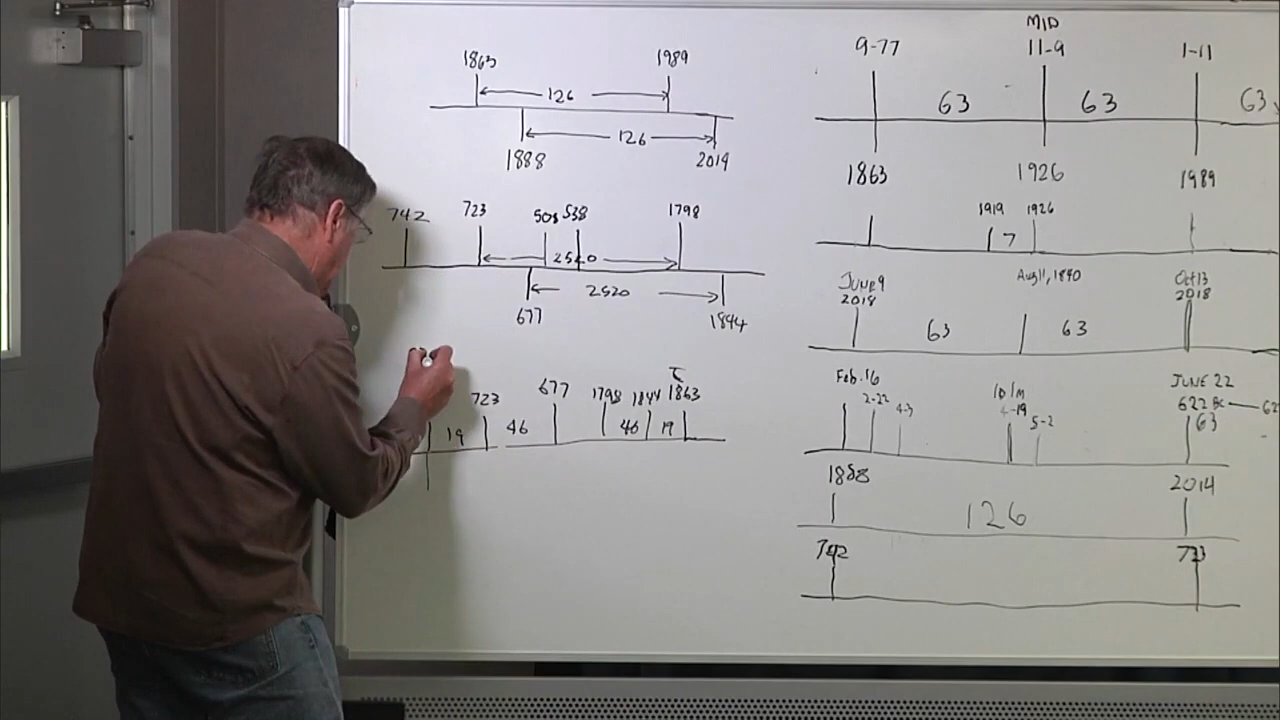 1863 1989
126
126
1888 2014
742 723 508 538 1798
2520
2520
677 1844
723 677 1798 1844 1863
19 46 46 19
MID
9-77 11-9 1-11
63 63 63
1863 1926 1989
1919 1926
7
June 9 Aug 11, 1840 Oct 13
2018 2018
63 63
Feb. 16 JUNE 22
2-22 4-3 4-19 5-2 622 BC
63
1888 2014
126
742 723